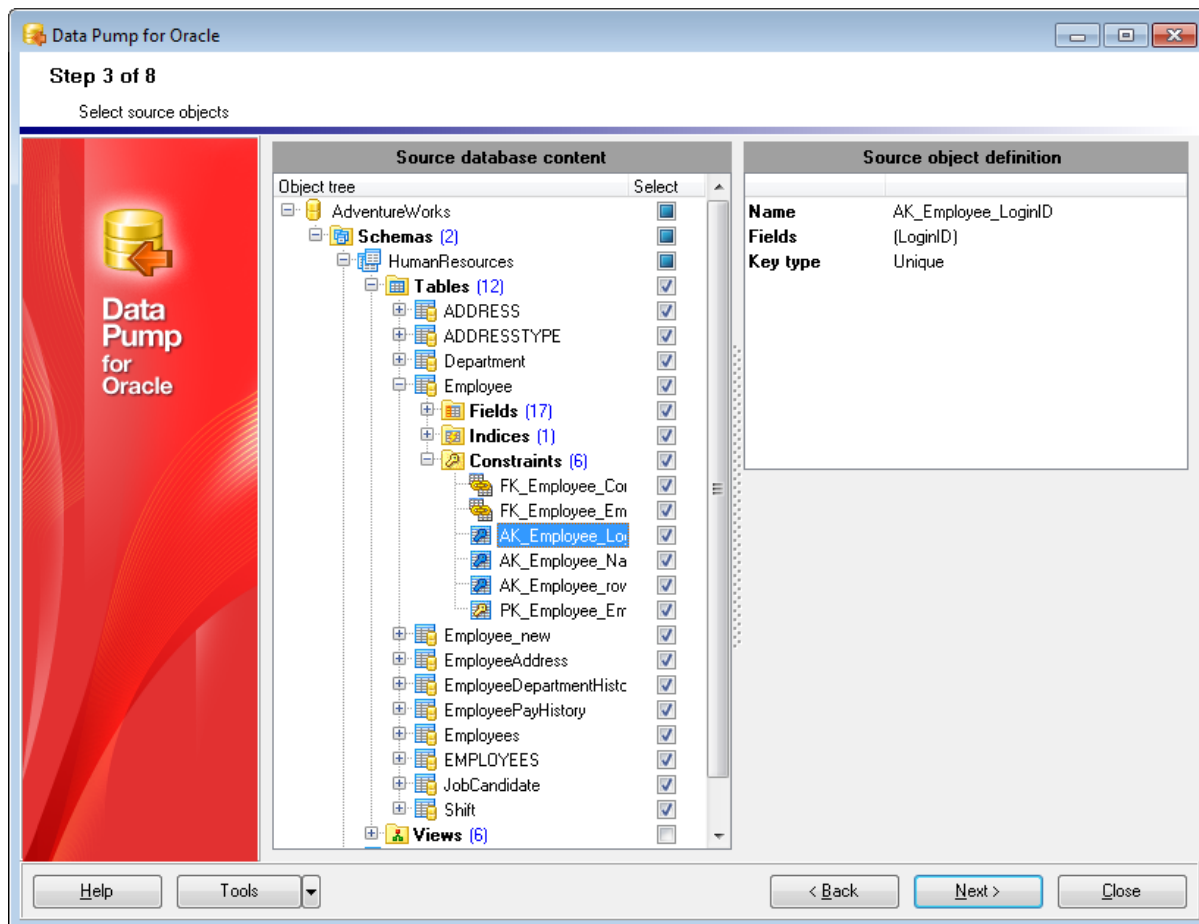 Data Pump for Oracle
Step 3 of 8
Select source objects
Data
Pump
for
Oracle
Source database content
Object tree Select
AdventureWorks
Schemas (2)
HumanResources
Tables (12)
ADDRESS
ADDRESSTYPE
Department
Employee
Fields (17)
Indices (1)
Constraints (6)
FK_Employee_Coi
FK_Employee_Em
AK_Employee_Lo
AK_Employee_Na
AK_Employee_rov
PK_Employee_Em
Employee_new
EmployeeAddress
EmployeeDepartmentHistc
EmployeePayHistory
Employees
EMPLOYEES
JobCandidate
Shift
Views (6)
Source object definition
Name AK_Employee_LoginID
Fields (LoginID)
Key type Unique
Help Tools < Back Next > Close